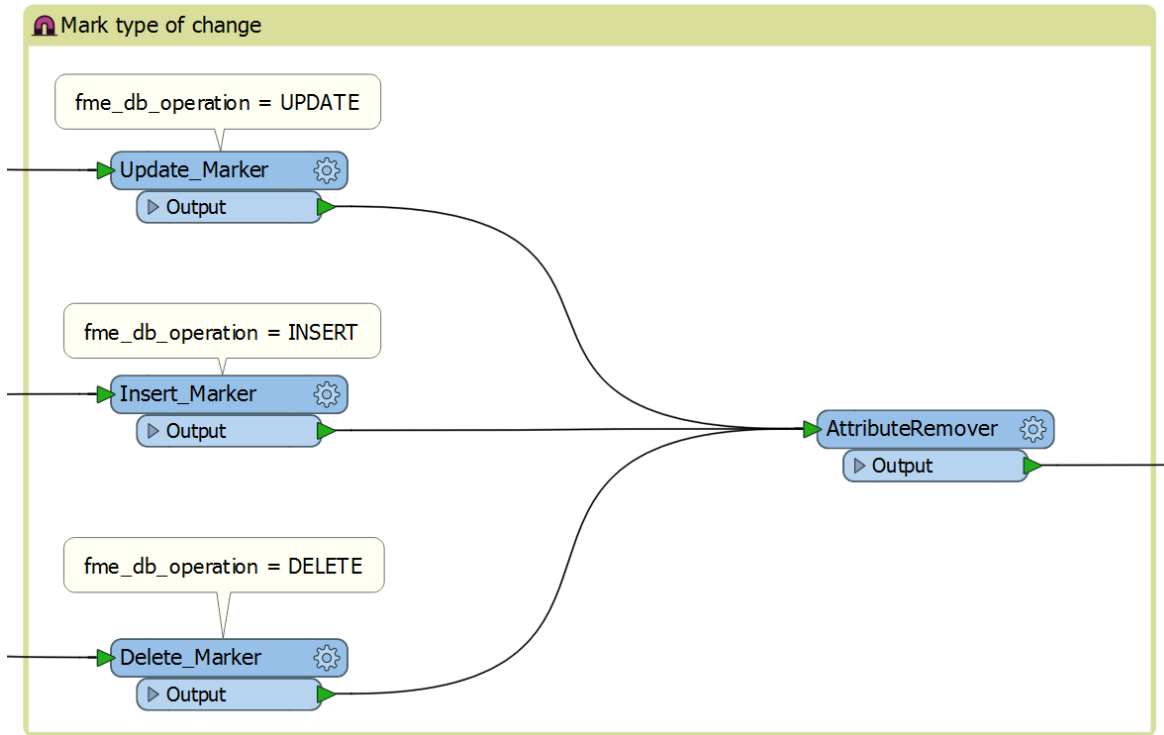 Mark type of change
fme_db_operation = UPDATE
Update_Marker
Output
fme_db_operation = INSERT
Insert_Marker
Output
AttributeRemover
Output
fme_db_operation = DELETE
Delete_Marker
Output